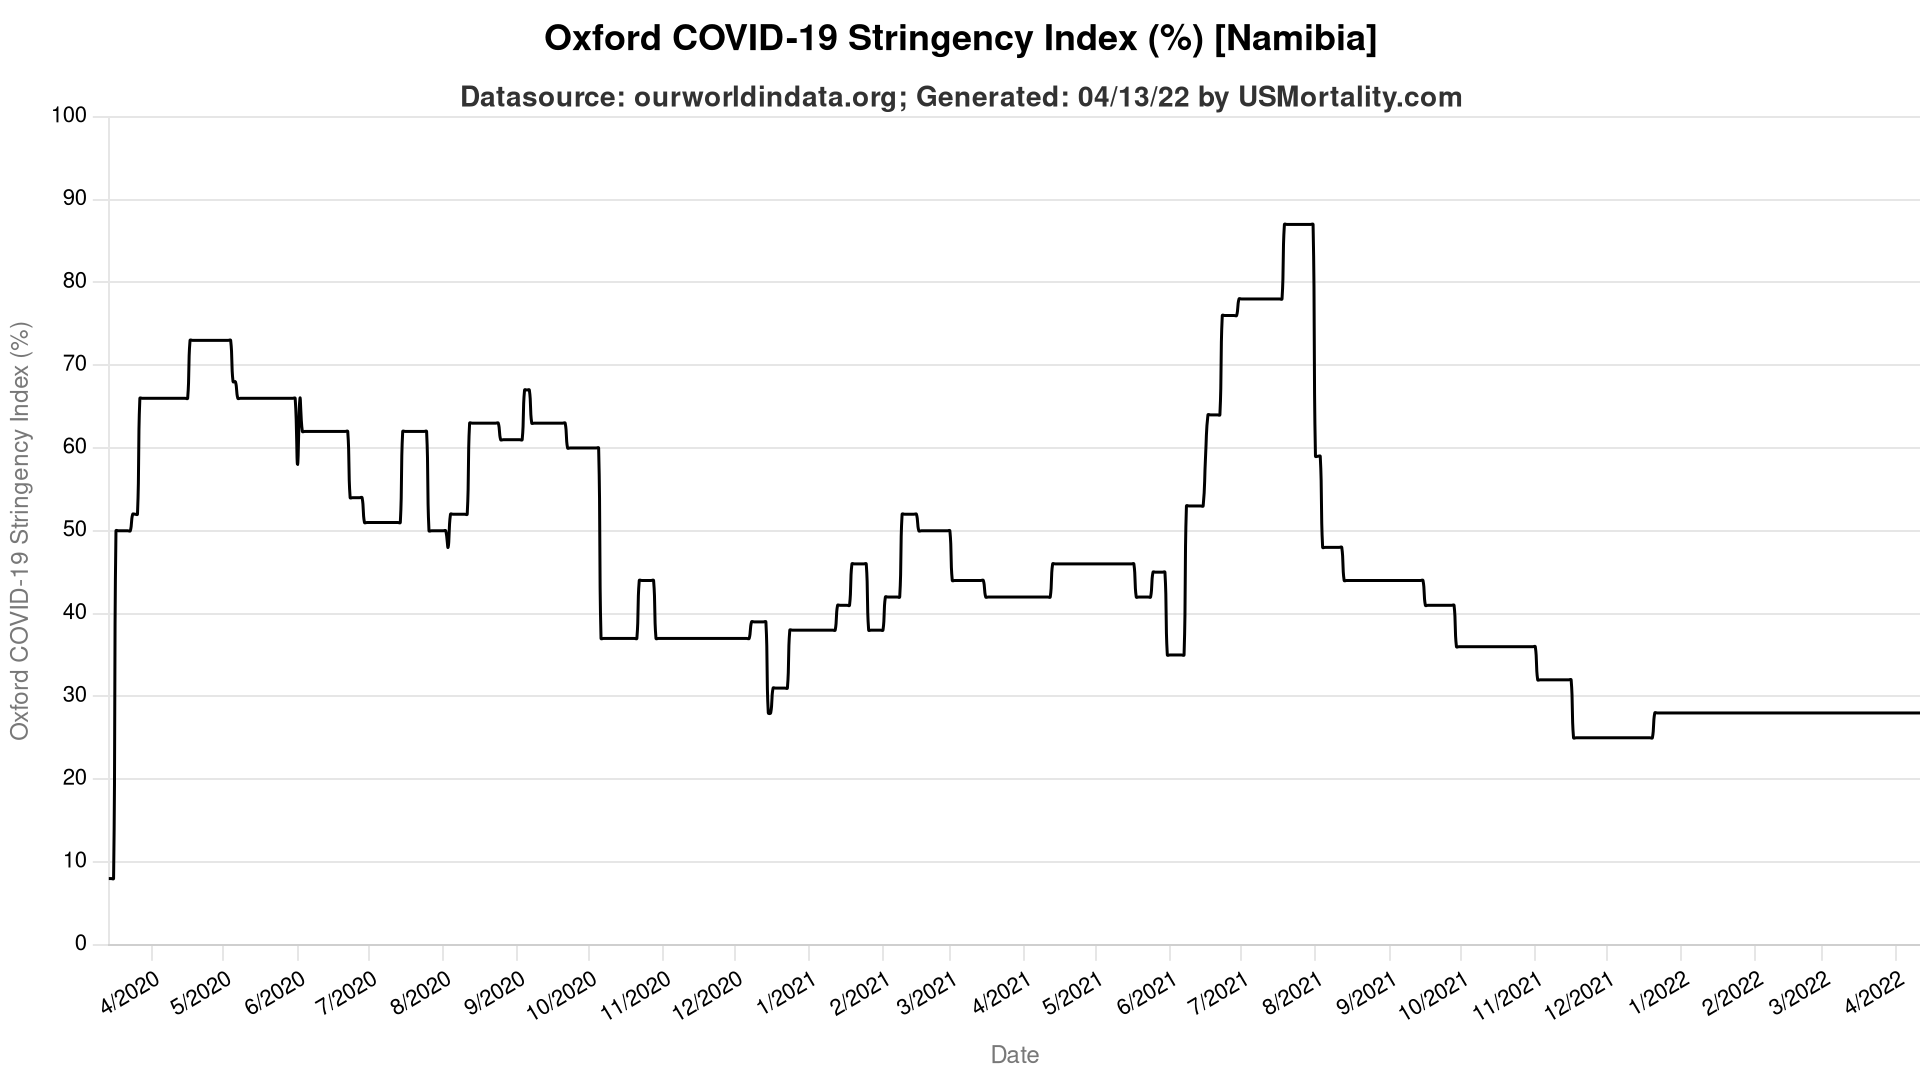 Oxford COVID-19 Stringency Index (%) [Namibia]
Datasource: ourworldindata.org; Generated: 04/13/22 by USMortality.com
100
90
80
70
60
50
40
30
20
10
0
Oxford COVID-19 Stringency Index (%)
4/2020 5/2020 6/2020 7/2020 8/2020 9/2020 10/2020 11/2020 12/2020 1/2021 2/2021 3/2021 4/2021 5/2021 6/2021 7/2021 8/2021 9/2021 10/2021 11/2021 12/2021 1/2022 2/2022 3/2022 4/2022
Date